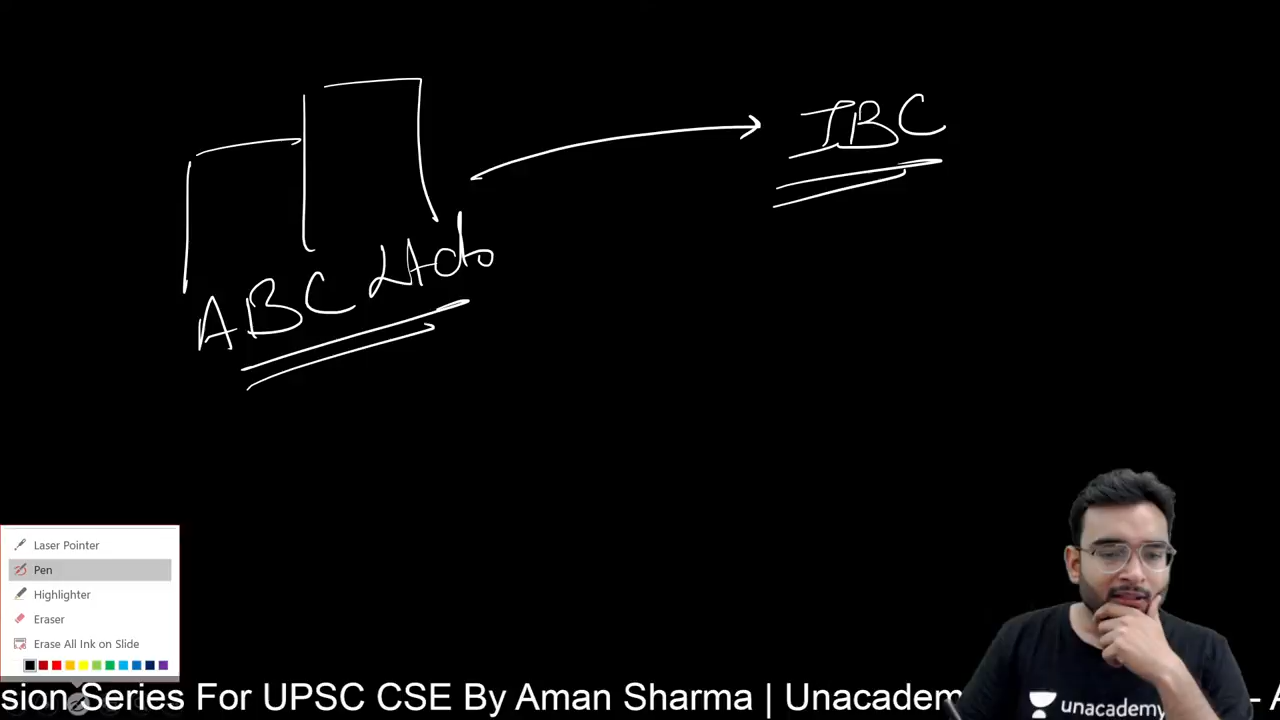 IBC
ABC Ltd
Laser Pointer
Pen
Highlighter
Eraser
Erase All Ink on Slide
unacademy
sion Series For UPSC CSE By Aman Sharma | Unacadem